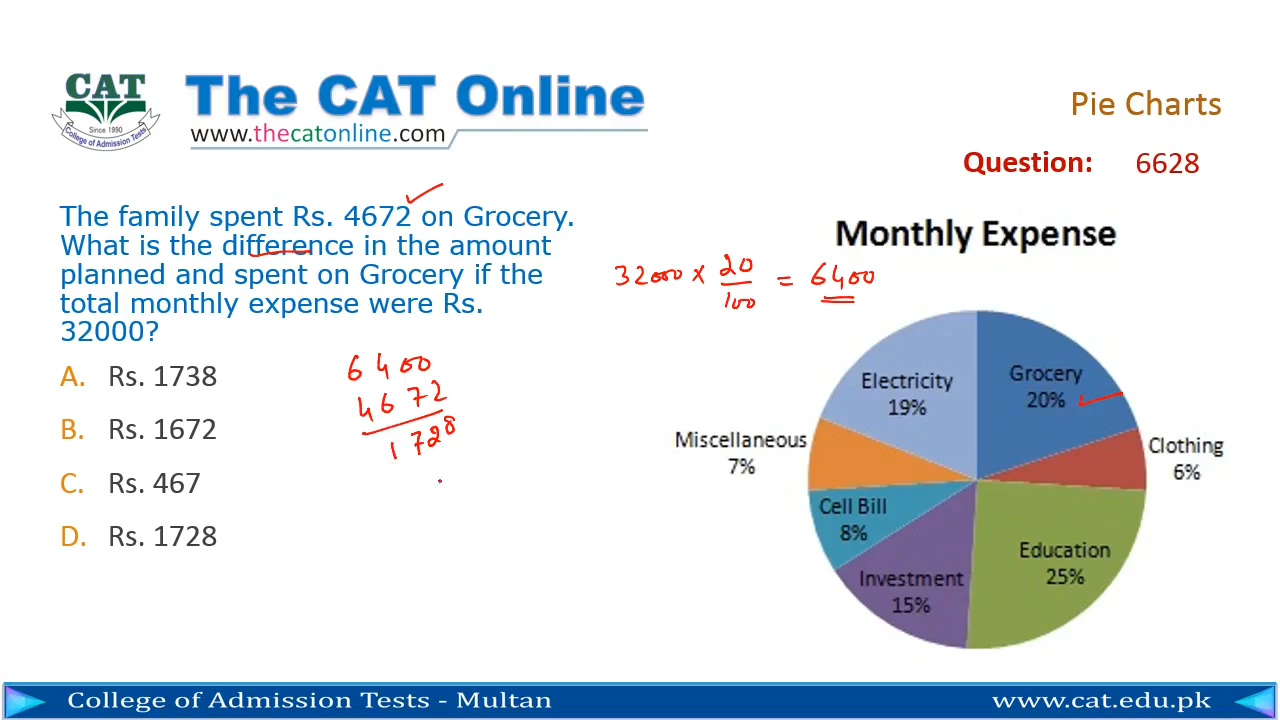 CAT
Since 1990
College of Admission Tests
The CAT Online
www.thecatonline.com
Pie Charts
Question: 6628
The family spent Rs. 4672 on Grocery.
What is the difference in the amount
planned and spent on Grocery if the
total monthly expense were Rs.
32000?
A. Rs. 1738
B. Rs. 1672
C. Rs. 467
D. Rs. 1728
6400
4672
1728
Monthly Expense
32000 × 20/100 = 6400
Electricity
19%
Grocery
20%
Miscellaneous
7%
Clothing
6%
Cell Bill
8%
Education
25%
Investment
15%
College of Admission Tests - Multan
www.cat.edu.pk